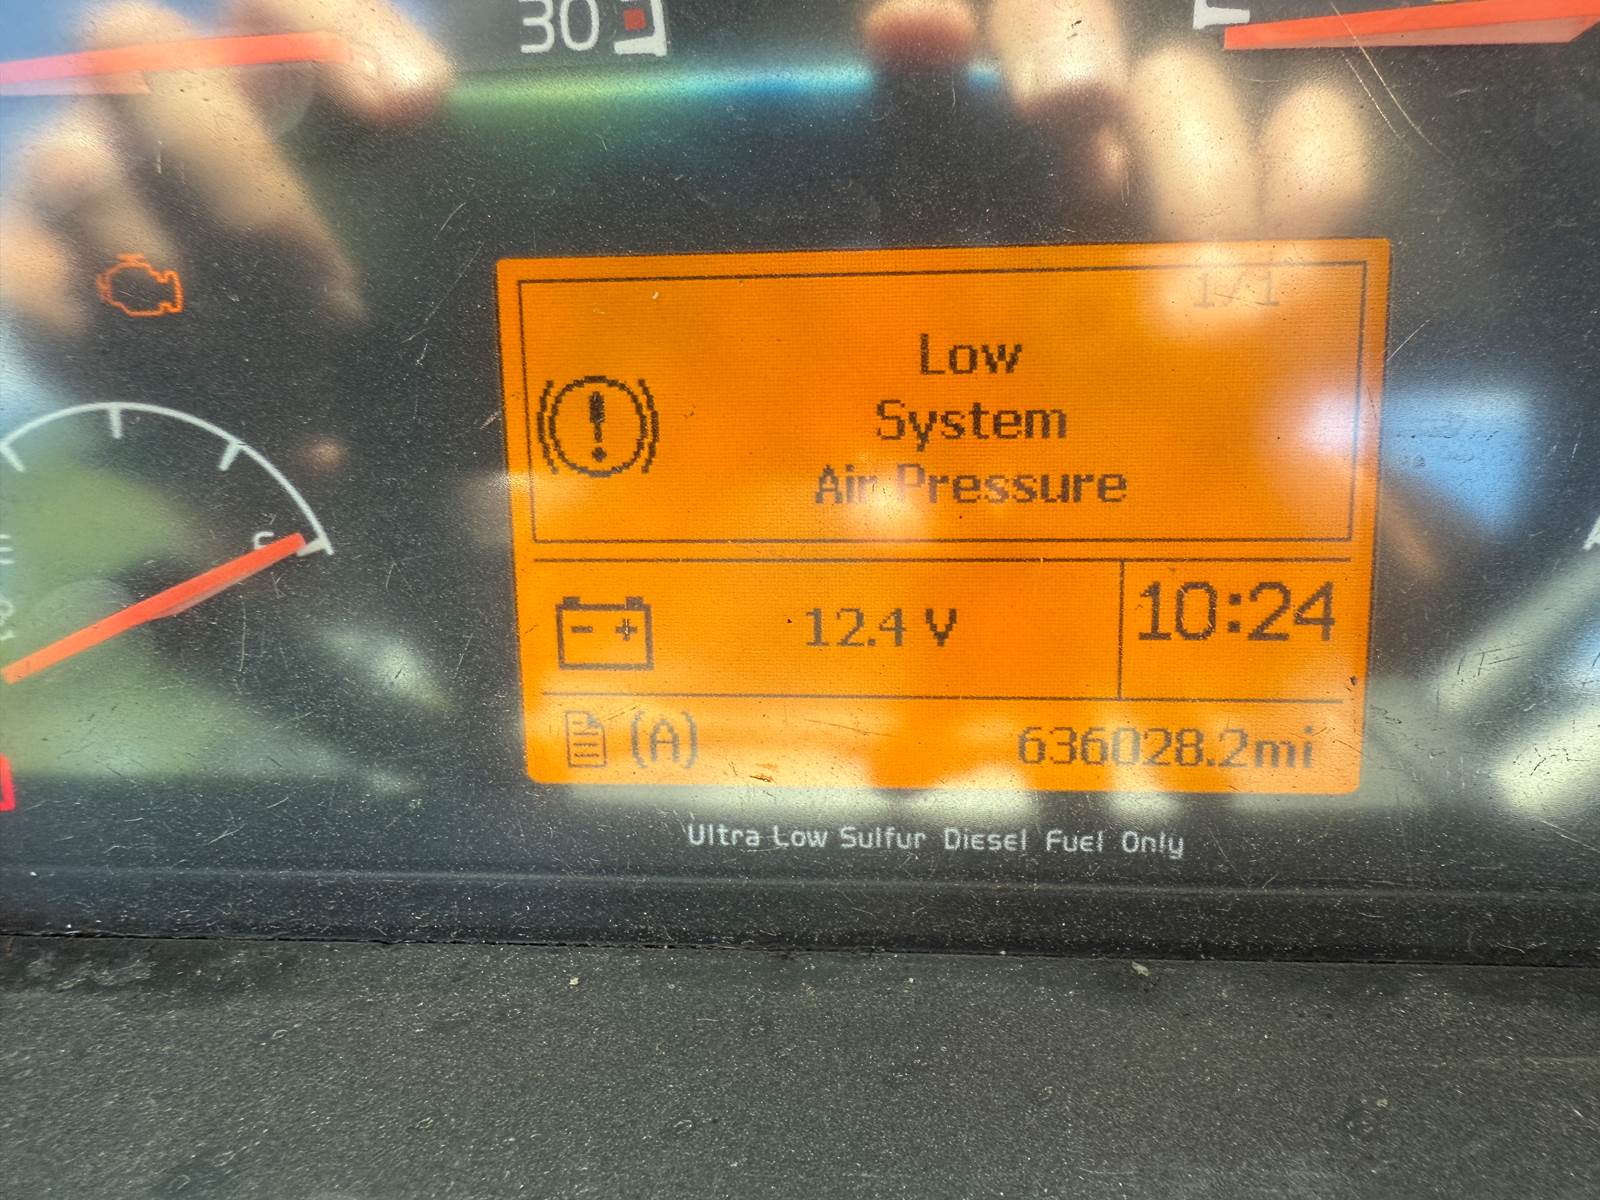 30
1/1
Low
System
Air Pressure
12.4 V
10:24
(A)
636028.2mi
Ultra Low Sulfur Diesel Fuel Only